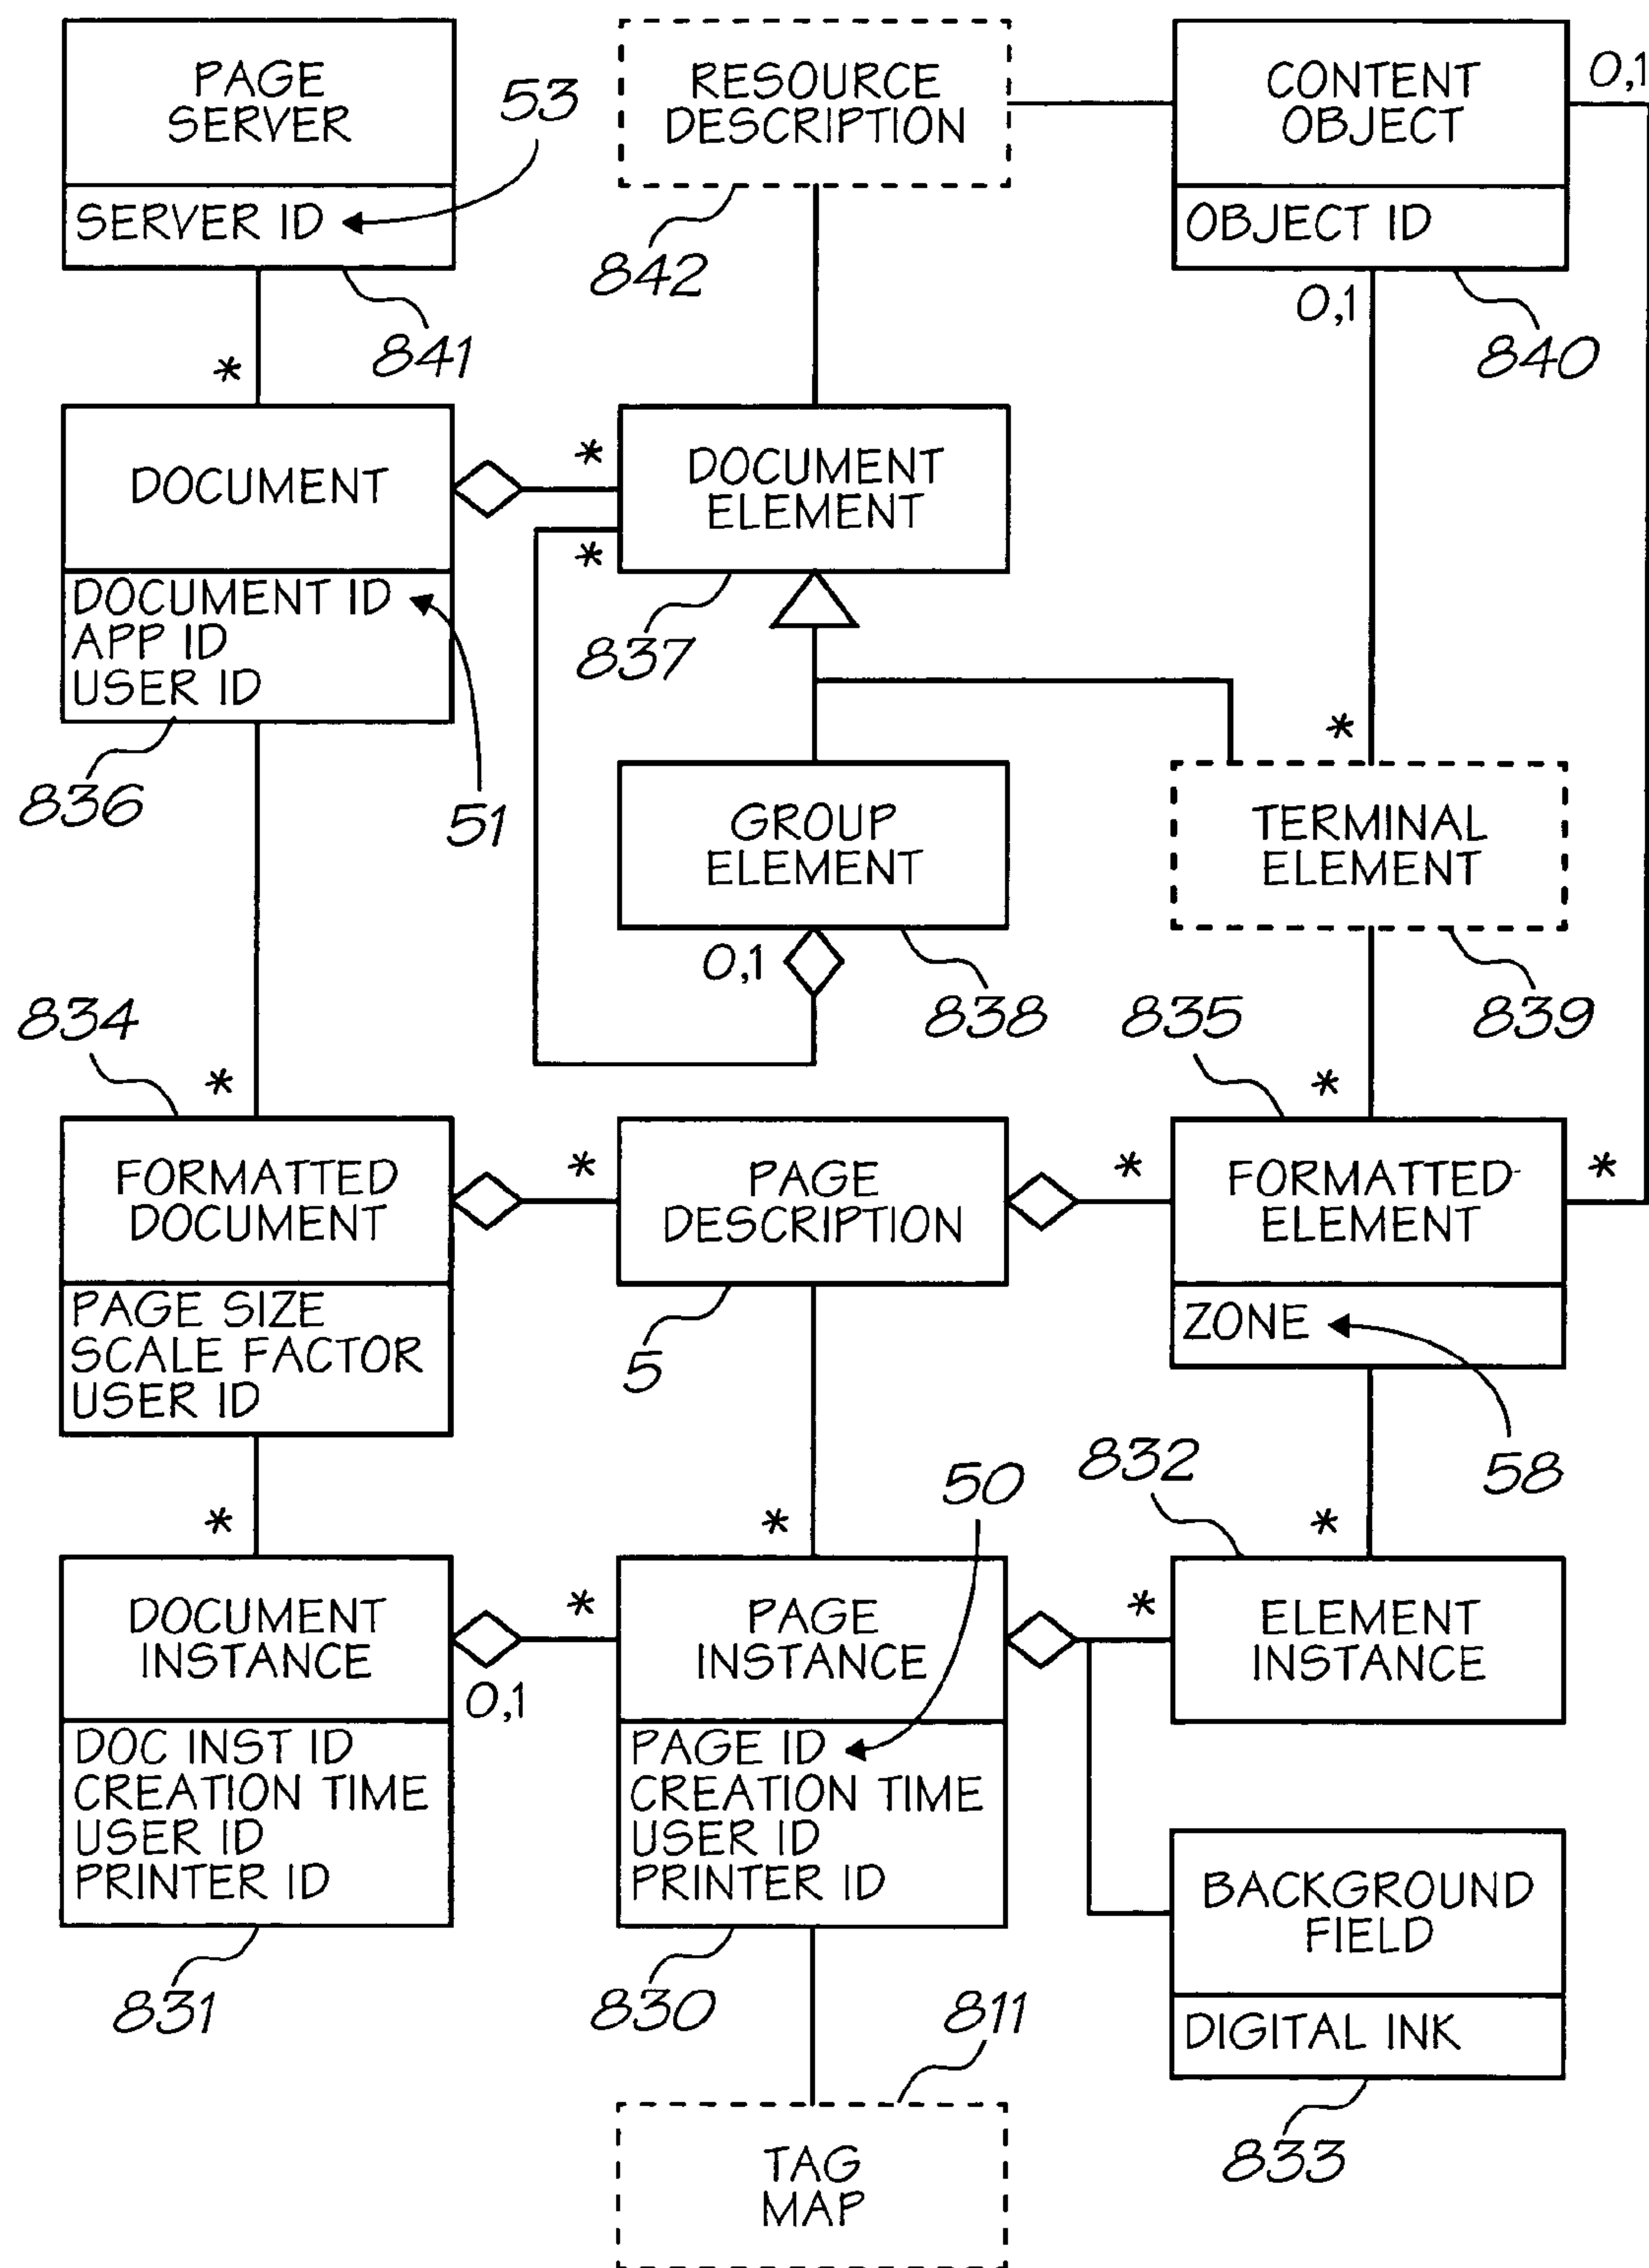 PAGE
SERVER
SERVER ID
53
841
RESOURCE
DESCRIPTION
842
CONTENT
OBJECT
OBJECT ID
0,1
0,1
840
*
DOCUMENT
DOCUMENT ID
APP ID
USER ID
836
51
*
DOCUMENT
ELEMENT
*
837
GROUP
ELEMENT
0,1
838
*
TERMINAL
ELEMENT
839
834
*
FORMATTED
DOCUMENT
PAGE SIZE
SCALE FACTOR
USER ID
*
PAGE
DESCRIPTION
5
835
*
*
FORMATTED
ELEMENT
*
ZONE
58
*
DOCUMENT
INSTANCE
0,1
DOC INST ID
CREATION TIME
USER ID
PRINTER ID
831
*
*
50
PAGE
INSTANCE
PAGE ID
CREATION TIME
USER ID
PRINTER ID
830
832
*
*
ELEMENT
INSTANCE
BACKGROUND
FIELD
DIGITAL INK
833
811
TAG
MAP